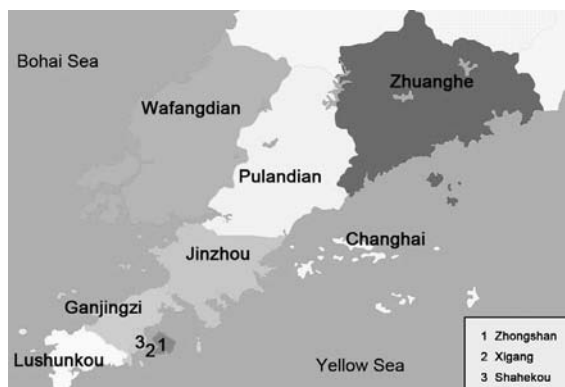 Bohai Sea
Zhuanghe
Wafangdian
Pulandian
Changhai
Jinzhou
Ganjingzi
3 2 1
Lushunkou
Yellow Sea
1 Zhongshan
2 Xigang
3 Shahekou